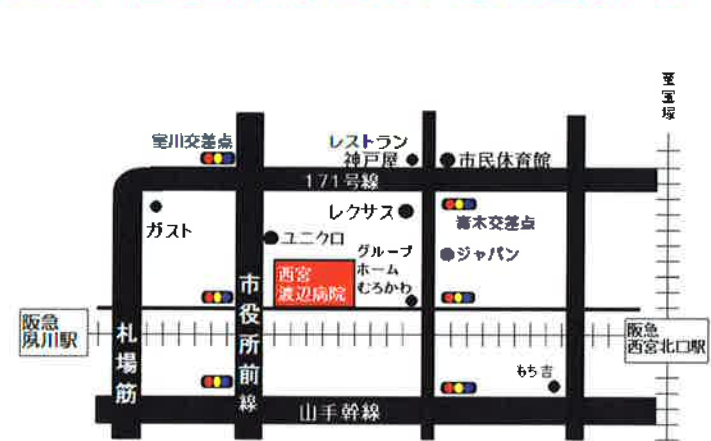 至宝塚
室川交差点
レストラン
神戸屋
市民体育館
171号線
レクサス
青木交差点
ガスト
ユニクロ
グループ
ホーム
むろかわ
ジャパン
西宮
渡辺病院
市役所前線
阪急
夙川駅
札場筋
阪急
西宮北口駅
もち吉
山手幹線